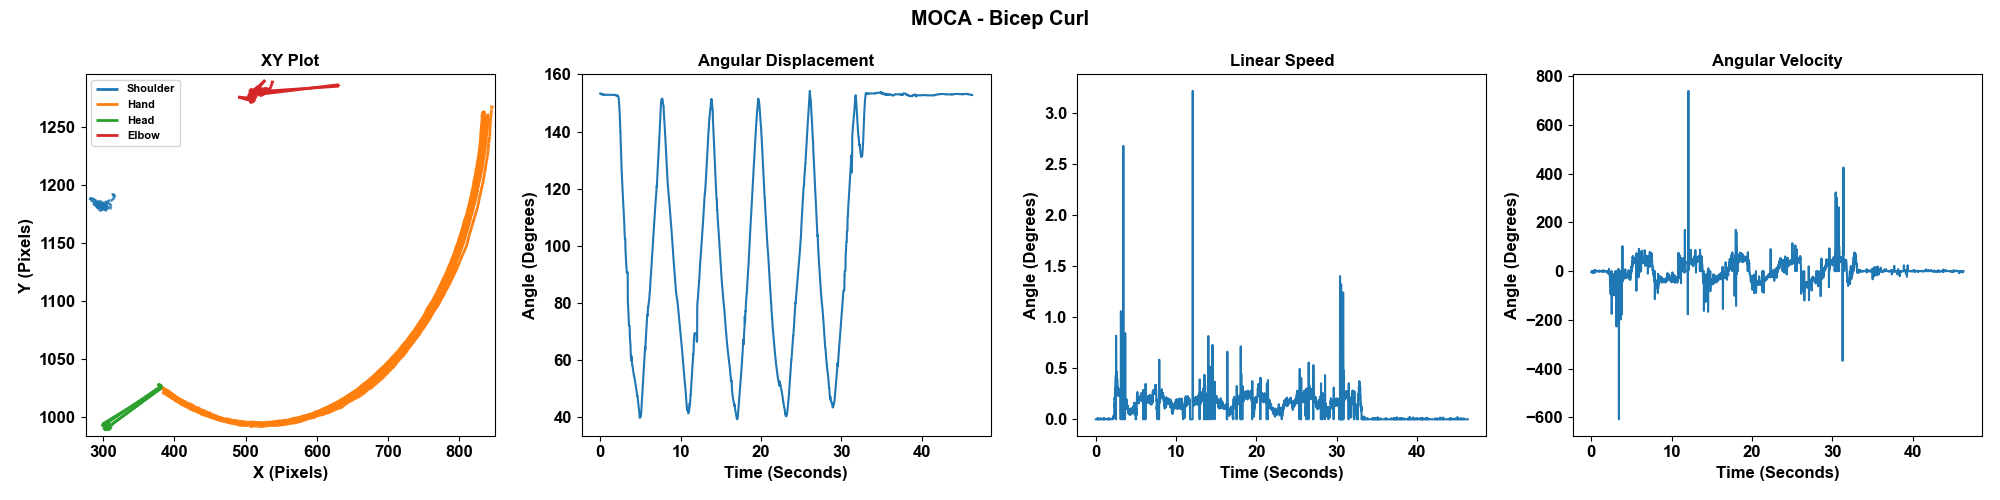 MOCA - Bicep Curl
XY Plot
Shoulder
Hand
Head
Elbow
1250
1200
1150
1100
1050
1000
Y (Pixels)
300 400 500 600 700 800
X (Pixels)
Angular Displacement
160
140
120
100
80
60
40
Angle (Degrees)
0 10 20 30 40
Time (Seconds)
Linear Speed
3.0
2.5
2.0
1.5
1.0
0.5
0.0
Angle (Degrees)
0 10 20 30 40
Time (Seconds)
Angular Velocity
800
600
400
200
0
−200
−400
−600
Angle (Degrees)
0 10 20 30 40
Time (Seconds)